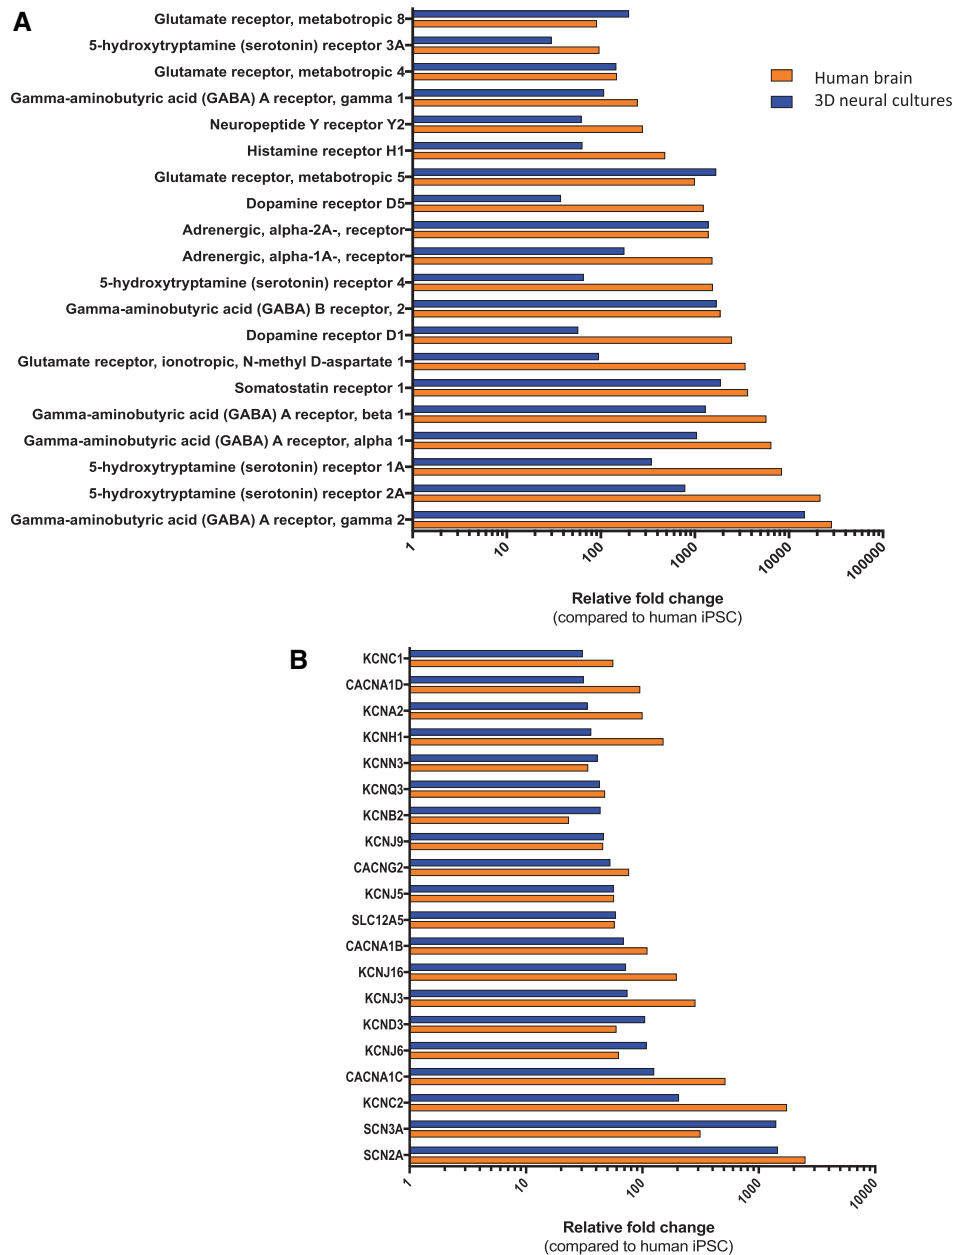 A
Glutamate receptor, metabotropic 8
5-hydroxytryptamine (serotonin) receptor 3A
Glutamate receptor, metabotropic 4
Gamma-aminobutyric acid (GABA) A receptor, gamma 1
Neuropeptide Y receptor Y2
Histamine receptor H1
Glutamate receptor, metabotropic 5
Dopamine receptor D5
Adrenergic, alpha-2A-, receptor
Adrenergic, alpha-1A-, receptor
5-hydroxytryptamine (serotonin) receptor 4
Gamma-aminobutyric acid (GABA) B receptor, 2
Dopamine receptor D1
Glutamate receptor, ionotropic, N-methyl D-aspartate 1
Somatostatin receptor 1
Gamma-aminobutyric acid (GABA) A receptor, beta 1
Gamma-aminobutyric acid (GABA) A receptor, alpha 1
5-hydroxytryptamine (serotonin) receptor 1A
5-hydroxytryptamine (serotonin) receptor 2A
Gamma-aminobutyric acid (GABA) A receptor, gamma 2
Human brain
3D neural cultures
1 10 100 1000 10000 100000
Relative fold change
(compared to human iPSC)
B
KCNC1
CACNA1D
KCNA2
KCNH1
KCNN3
KCNQ3
KCNB2
KCNJ9
CACNG2
KCNJ5
SLC12A5
CACNA1B
KCNJ16
KCNJ3
KCND3
KCNJ6
CACNA1C
KCNC2
SCN3A
SCN2A
1 10 100 1000 10000
Relative fold change
(compared to human iPSC)